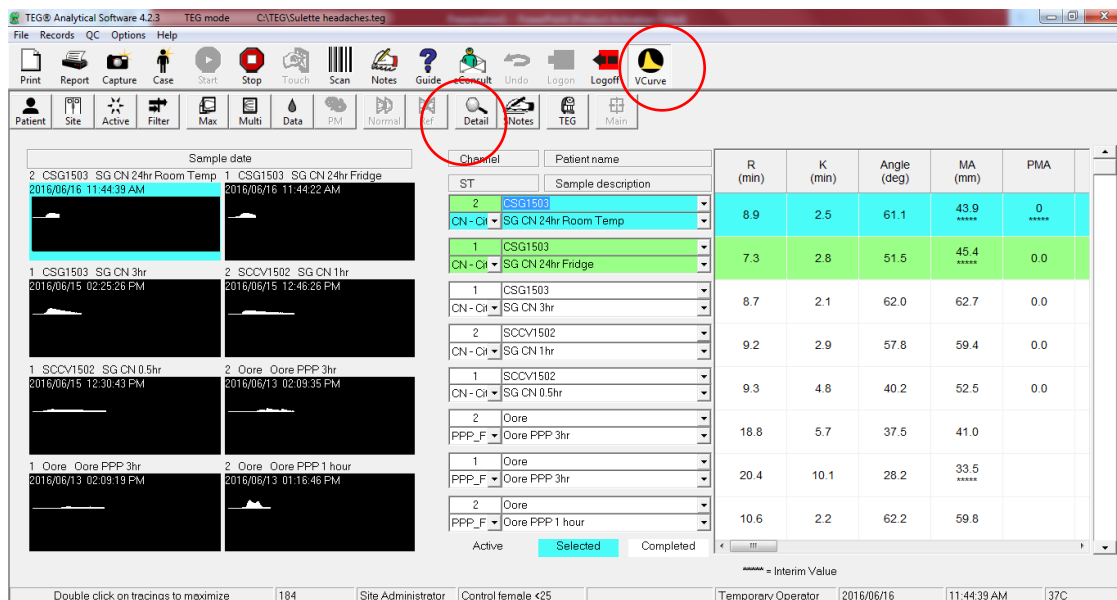 TEG® Analytical Software 4.2.3 TEG mode C:\TEG\Sulette headaches.teg
File Records QC Options Help
Print Report Capture Case Start Stop Touch Scan Notes Guide eConsult Undo Logon Logoff VCurve
Patient Site Active Filter Max Multi Data PM Normal Ref Detail SNotes TEG Main
Sample date
2 CSG1503 SG CN 24hr Room Temp 1 CSG1503 SG CN 24hr Fridge
2016/06/16 11:44:39 AM 2016/06/16 11:44:22 AM
1 CSG1503 SG CN 3hr 2 SCCV1502 SG CN 1hr
2016/06/15 02:25:26 PM 2016/06/15 12:46:26 PM
1 SCCV1502 SG CN 0.5hr 2 Oore Oore PPP 3hr
2016/06/15 12:30:43 PM 2016/06/13 02:09:35 PM
1 Oore Oore PPP 3hr 2 Oore Oore PPP 1 hour
2016/06/13 02:09:19 PM 2016/06/13 01:16:46 PM
Channel Patient name
ST Sample description
2 CSG1503
CN - Cit SG CN 24hr Room Temp
1 CSG1503
CN - Cit SG CN 24hr Fridge
1 CSG1503
CN - Cit SG CN 3hr
2 SCCV1502
CN - Cit SG CN 1hr
1 SCCV1502
CN - Cit SG CN 0.5hr
2 Oore
PPP_F Oore PPP 3hr
1 Oore
PPP_F Oore PPP 3hr
2 Oore
PPP_F Oore PPP 1 hour
Active Selected Completed
R K Angle MA PMA
(min) (min) (deg) (mm)
8.9 2.5 61.1 43.9 0
***** *****
7.3 2.8 51.5 45.4 0.0
*****
8.7 2.1 62.0 62.7 0.0
9.2 2.9 57.8 59.4 0.0
9.3 4.8 40.2 52.5 0.0
18.8 5.7 37.5 41.0
20.4 10.1 28.2 33.5
*****
10.6 2.2 62.2 59.8
***** = Interim Value
Double click on tracings to maximize 184 Site Administrator Control female <25 Temporary Operator 2016/06/16 11:44:39 AM 37C